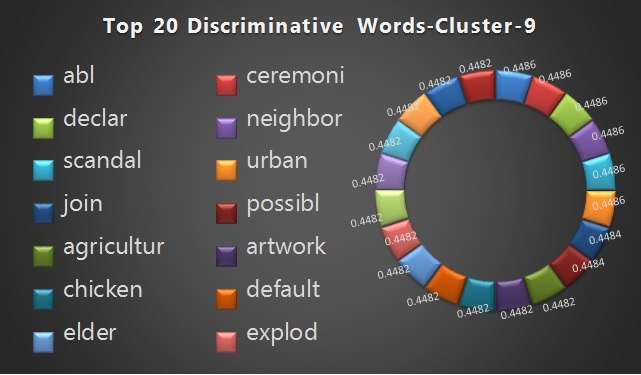 Top 20 Discriminative Words-Cluster-9
abl
ceremoni
declar
neighbor
scandal
urban
join
possibl
agricultur
artwork
chicken
default
elder
explod
0.4486
0.4486
0.4486
0.4486
0.4486
0.4486
0.4484
0.4484
0.4482
0.4482
0.4482
0.4482
0.4482
0.4482
0.4482
0.4482
0.4482
0.4482
0.4482
0.4482